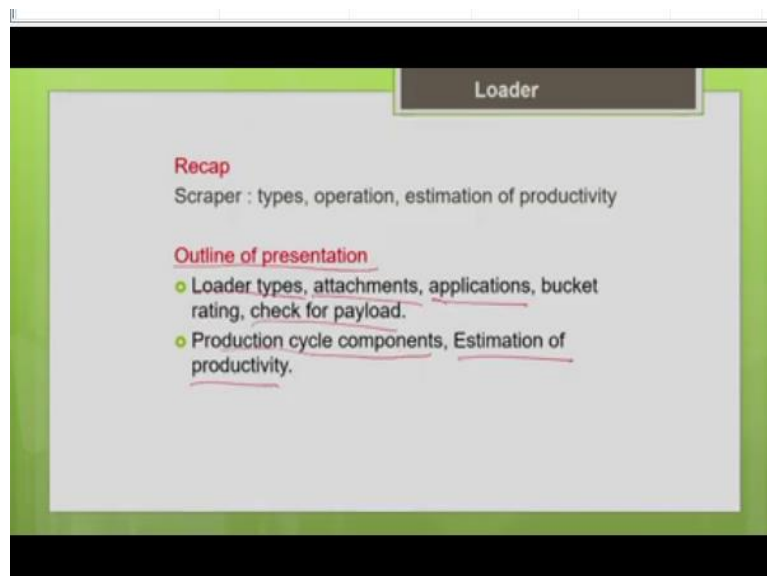 Loader
Recap
Scraper : types, operation, estimation of productivity
Outline of presentation
Loader types, attachments, applications, bucket
rating, check for payload.
Production cycle components, Estimation of
productivity.